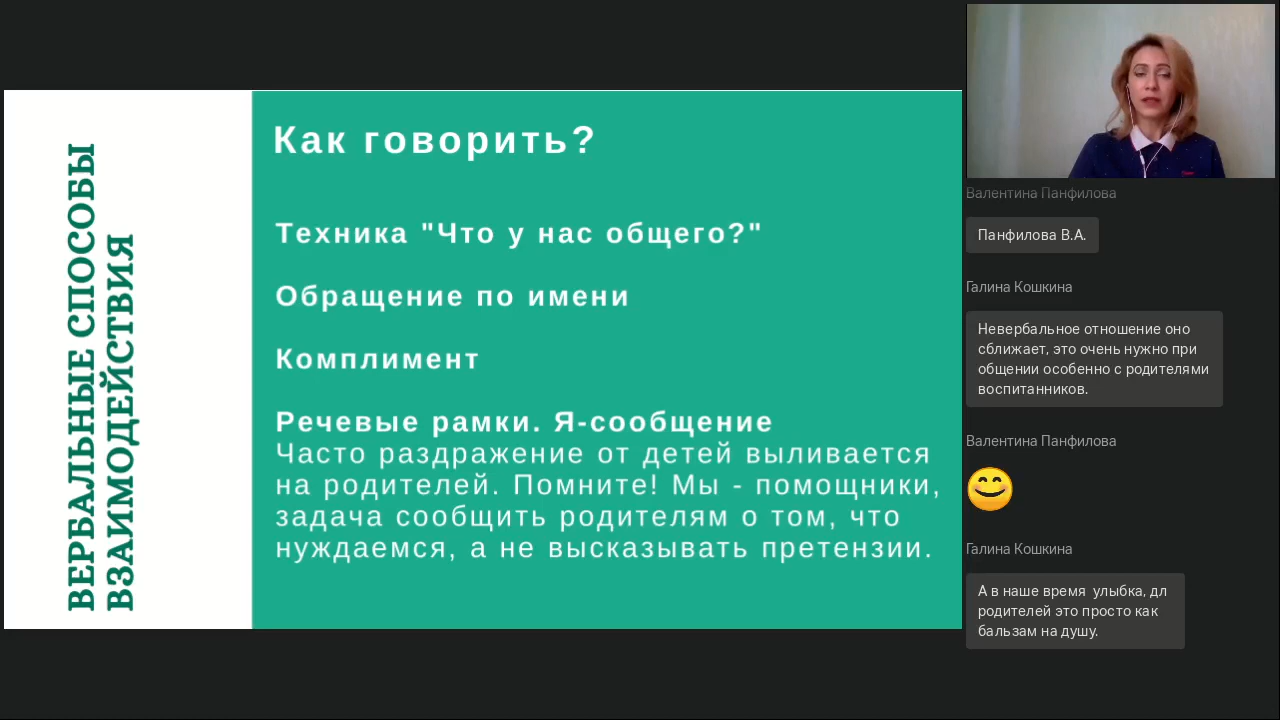 ВЕРБАЛЬНЫЕ СПОСОБЫ
ВЗАИМОДЕЙСТВИЯ
Как говорить?
Техника "Что у нас общего?"
Обращение по имени
Комплимент
Речевые рамки. Я-сообщение
Часто раздражение от детей выливается
на родителей. Помните! Мы - помощники,
задача сообщить родителям о том, что
нуждаемся, а не высказывать претензии.
Валентина Панфилова
Панфилова В.А.
Галина Кошкина
Невербальное отношение оно
сближает, это очень нужно при
общении особенно с родителями
воспитанников.
Валентина Панфилова
Галина Кошкина
А в наше время улыбка, дл
родителей это просто как
бальзам на душу.